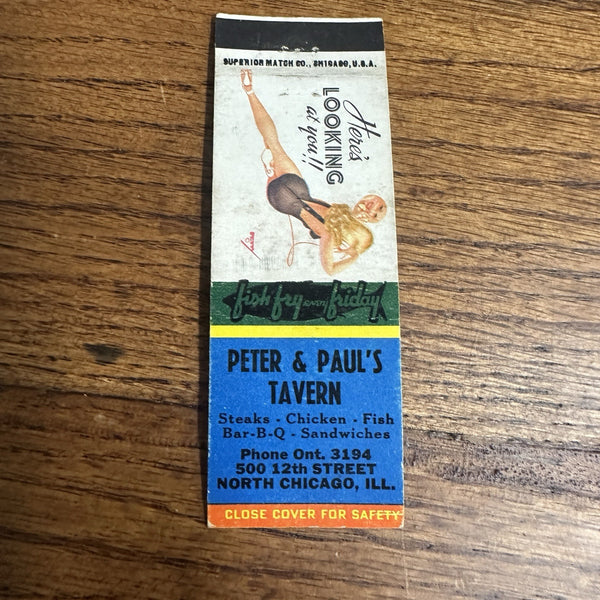 SUPERIOR MATCH CO., CHICAGO, U.S.A.
Here's
LOOKING
at you!!
fish fry every friday
PETER & PAUL'S
TAVERN
Steaks - Chicken - Fish
Bar-B-Q - Sandwiches
Phone Ont. 3194
500 12th STREET
NORTH CHICAGO, ILL.
CLOSE COVER FOR SAFETY